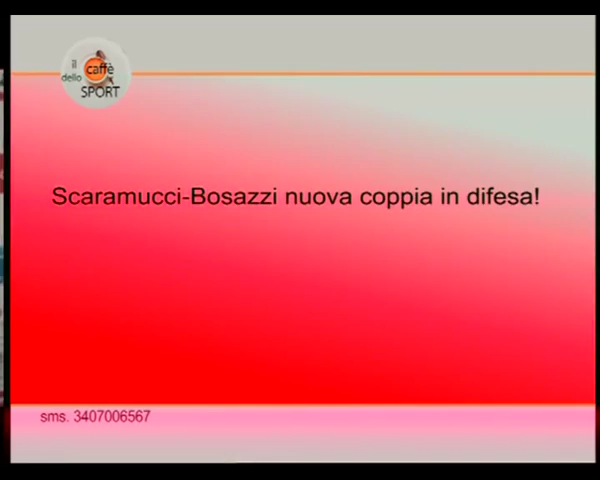 il
caffè
dello
SPORT
Scaramucci-Bosazzi nuova coppia in difesa!
sms. 3407006567